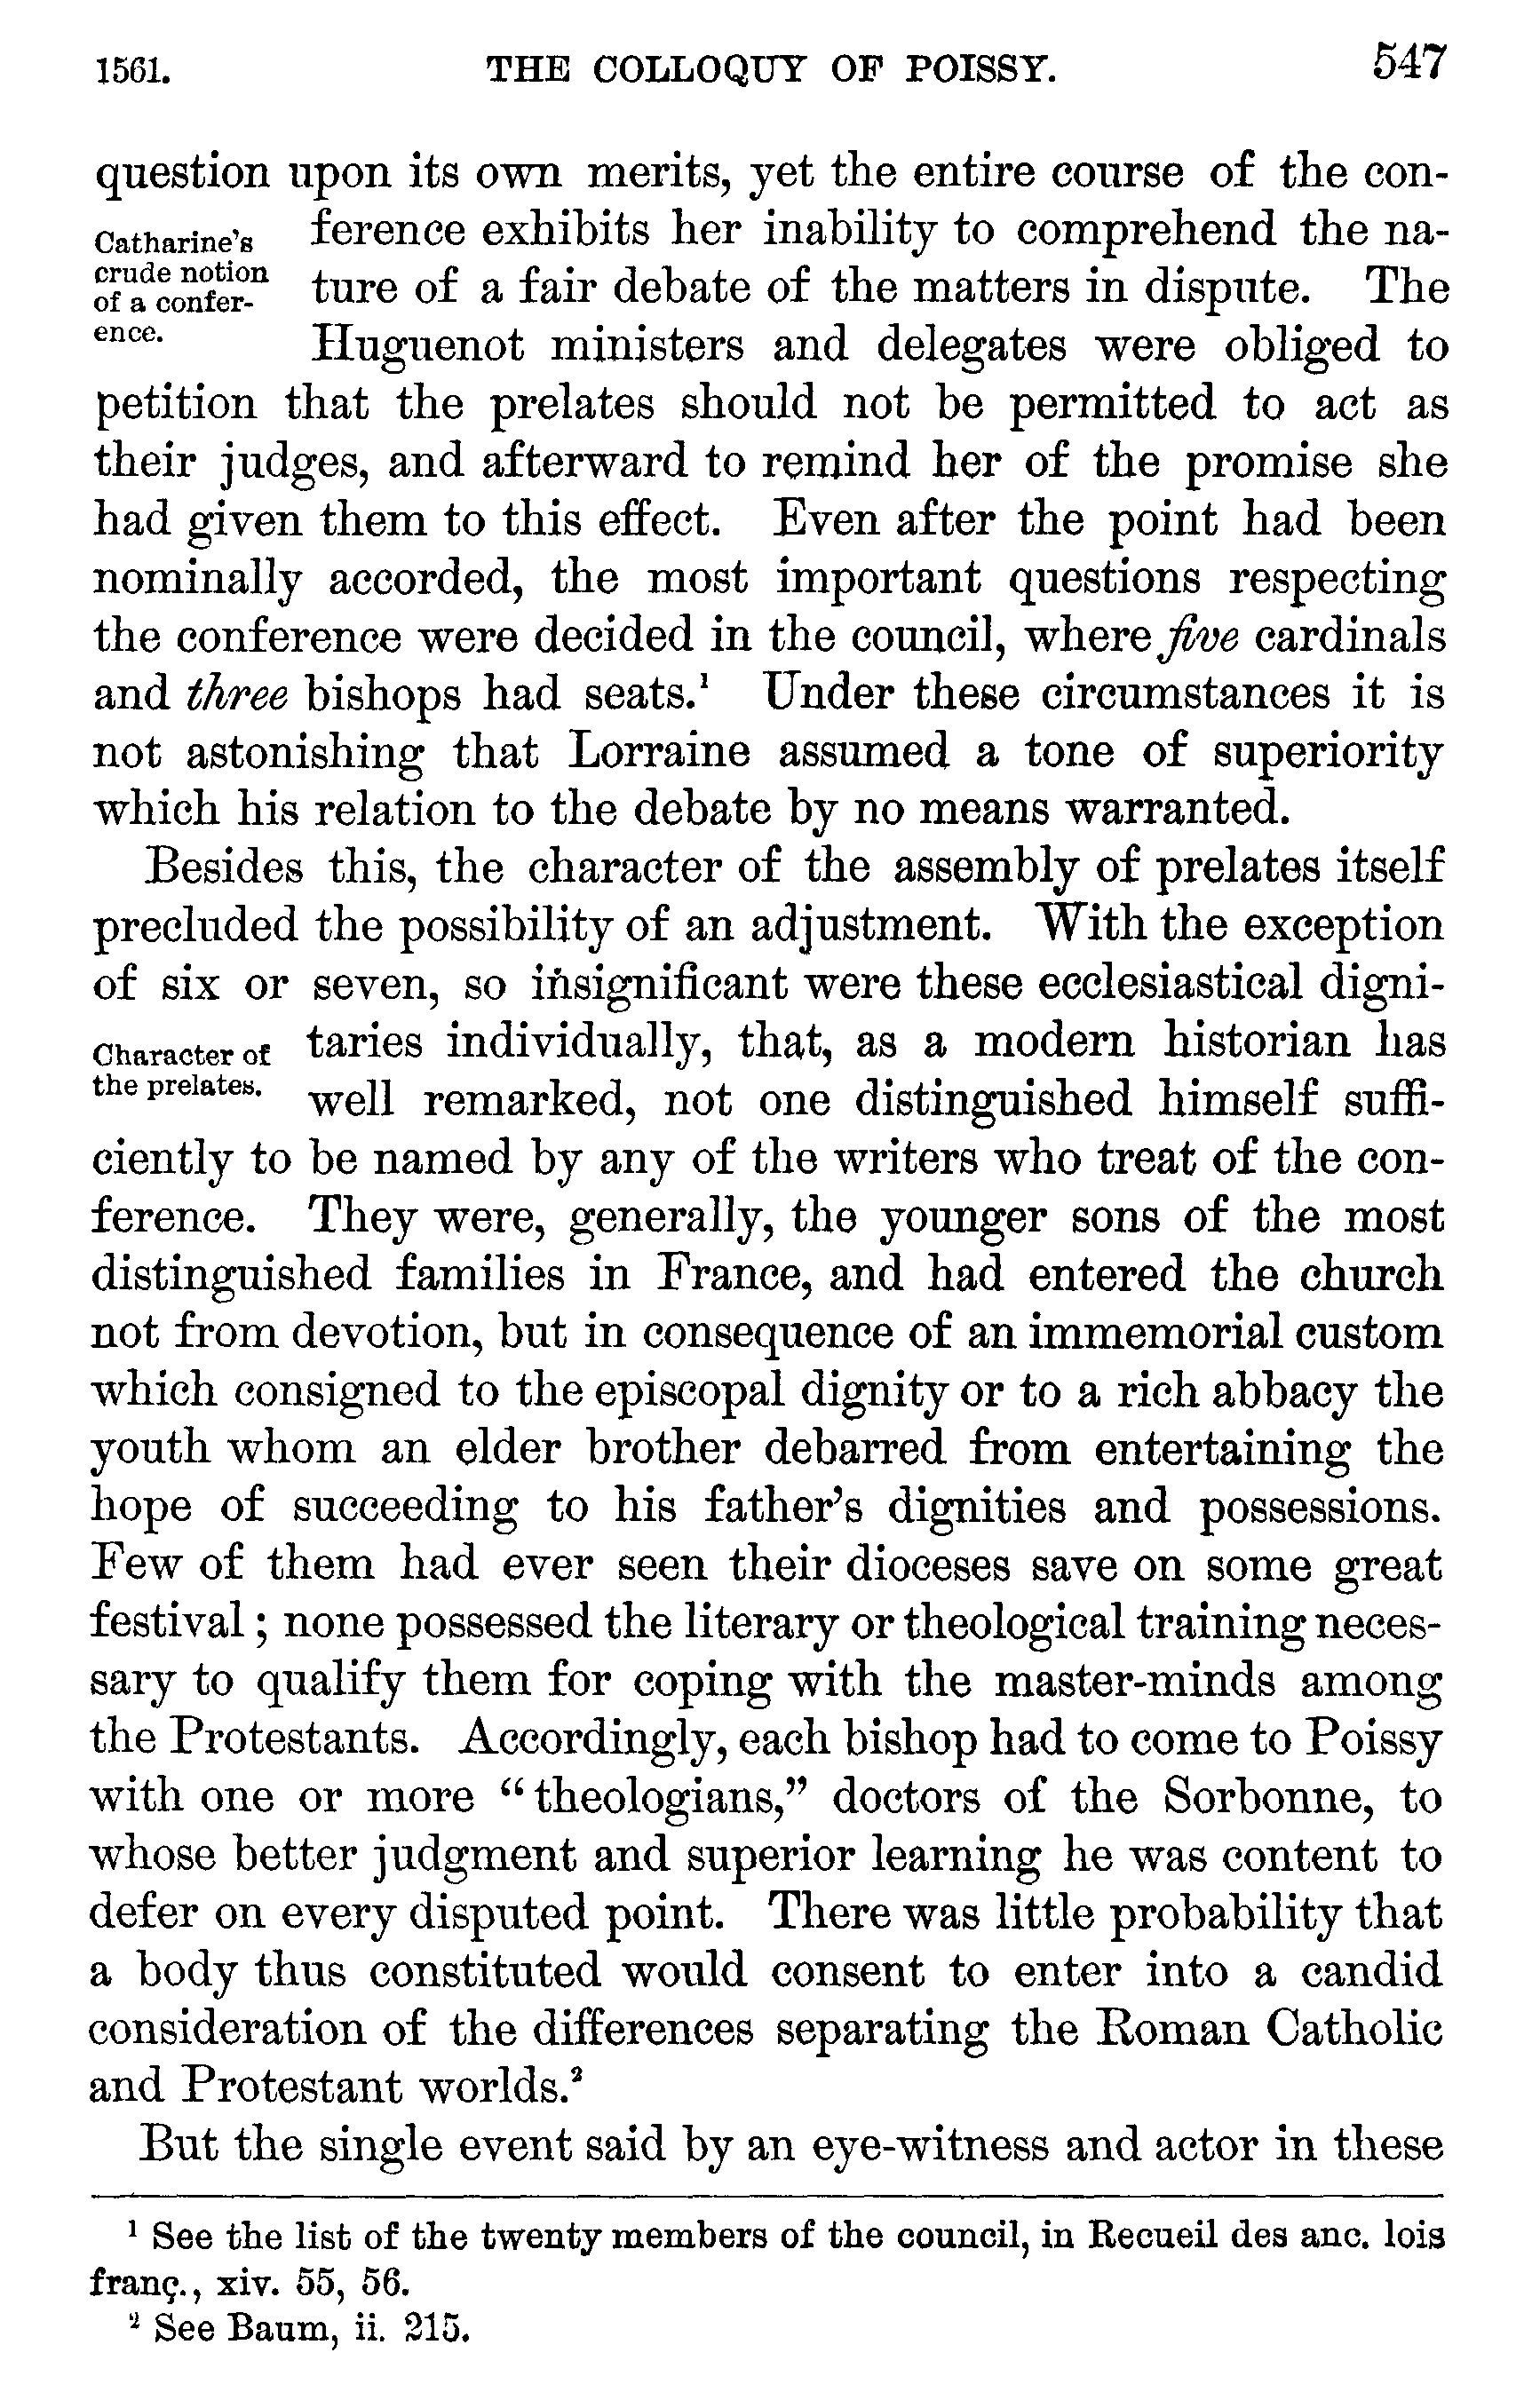 1561. THE COLLOQUY OF POISSY. 547
question upon its own merits, yet the entire course of the con-
Catharine's
crude notion
of a confer-
ence.
ference exhibits her inability to comprehend the na-
ture of a fair debate of the matters in dispute. The
Huguenot ministers and delegates were obliged to
petition that the prelates should not be permitted to act as
their judges, and afterward to remind her of the promise she
had given them to this effect. Even after the point had been
nominally accorded, the most important questions respecting
the conference were decided in the council, where five cardinals
and three bishops had seats.¹ Under these circumstances it is
not astonishing that Lorraine assumed a tone of superiority
which his relation to the debate by no means warranted.
Besides this, the character of the assembly of prelates itself
precluded the possibility of an adjustment. With the exception
of six or seven, so insignificant were these ecclesiastical digni-
Character of
the prelates.
taries individually, that, as a modern historian has
well remarked, not one distinguished himself suffi-
ciently to be named by any of the writers who treat of the con-
ference. They were, generally, the younger sons of the most
distinguished families in France, and had entered the church
not from devotion, but in consequence of an immemorial custom
which consigned to the episcopal dignity or to a rich abbacy the
youth whom an elder brother debarred from entertaining the
hope of succeeding to his father's dignities and possessions.
Few of them had ever seen their dioceses save on some great
festival; none possessed the literary or theological training neces-
sary to qualify them for coping with the master-minds among
the Protestants. Accordingly, each bishop had to come to Poissy
with one or more "theologians," doctors of the Sorbonne, to
whose better judgment and superior learning he was content to
defer on every disputed point. There was little probability that
a body thus constituted would consent to enter into a candid
consideration of the differences separating the Roman Catholic
and Protestant worlds.²
But the single event said by an eye-witness and actor in these
¹ See the list of the twenty members of the council, in Recueil des anc. lois
franç., xiv. 55, 56.
² See Baum, ii. 215.